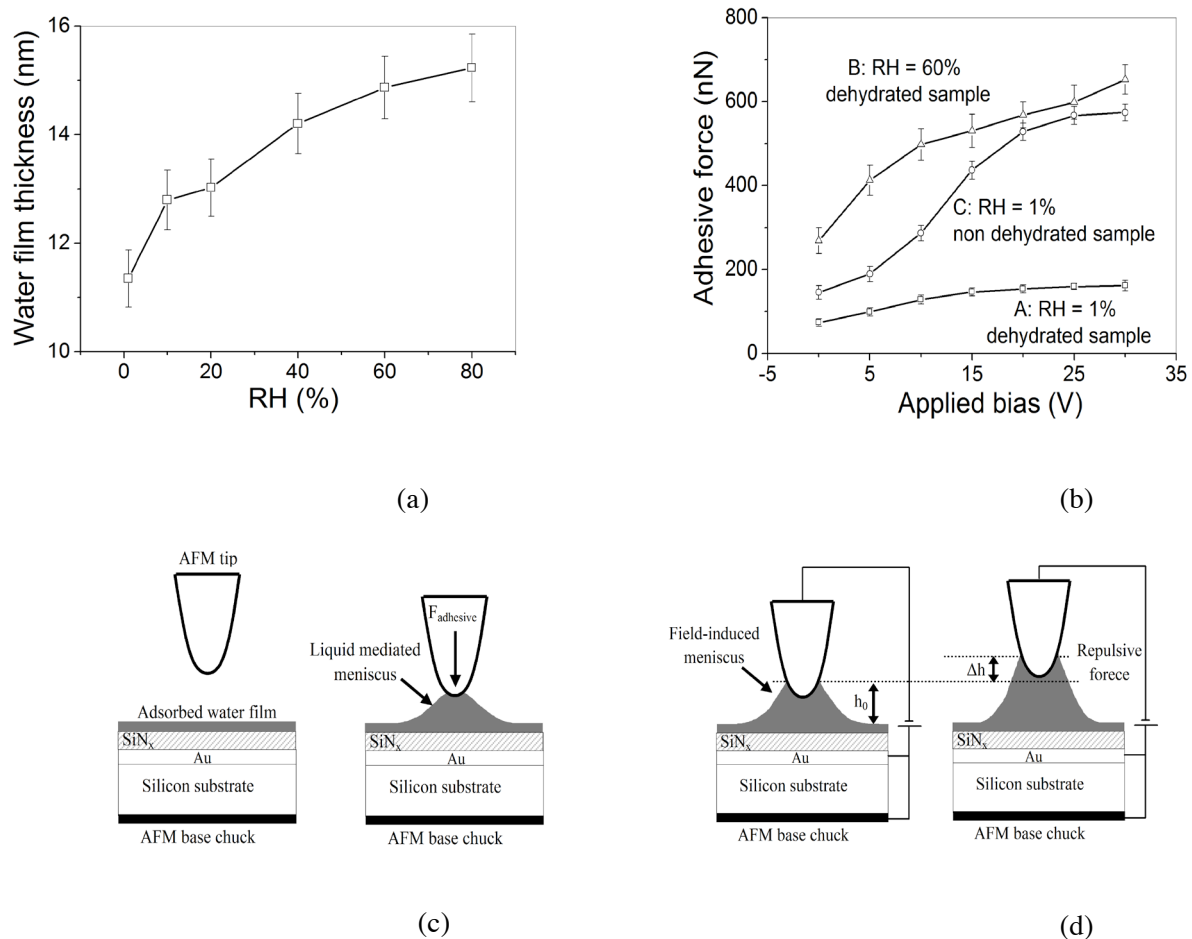 16
14
12
10
Water film thickness (nm)
0
20
40
60
80
RH (%)
(a)
800
600
400
200
0
Adhesive force (nN)
B: RH = 60%
dehydrated sample
C: RH = 1%
non dehydrated sample
A: RH = 1%
dehydrated sample
-5
5
15
25
35
Applied bias (V)
(b)
AFM tip
Adsorbed water film
SiNx
Au
Silicon substrate
AFM base chuck
Fadhesive
Liquid mediated
meniscus
SiNx
Au
Silicon substrate
AFM base chuck
(c)
Field-induced
meniscus
h0
SiNx
Au
Silicon substrate
AFM base chuck
Δh
Repulsive
forece
SiNx
Au
Silicon substrate
AFM base chuck
(d)